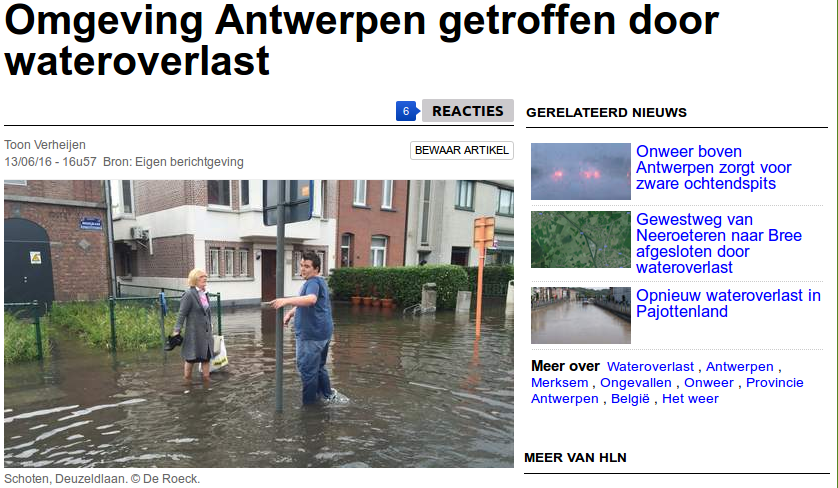 Omgeving Antwerpen getroffen door
wateroverlast
6 REACTIES
Toon Verheijen
13/06/16 - 16u57 Bron: Eigen berichtgeving
BEWAAR ARTIKEL
Schoten, Deuzeldlaan. © De Roeck.
GERELATEERD NIEUWS
Onweer boven
Antwerpen zorgt voor
zware ochtendspits
Gewestweg van
Neeroeteren naar Bree
afgesloten door
wateroverlast
Opnieuw wateroverlast in
Pajottenland
Meer over Wateroverlast , Antwerpen ,
Merksem , Ongevallen , Onweer , Provincie
Antwerpen , België , Het weer
MEER VAN HLN